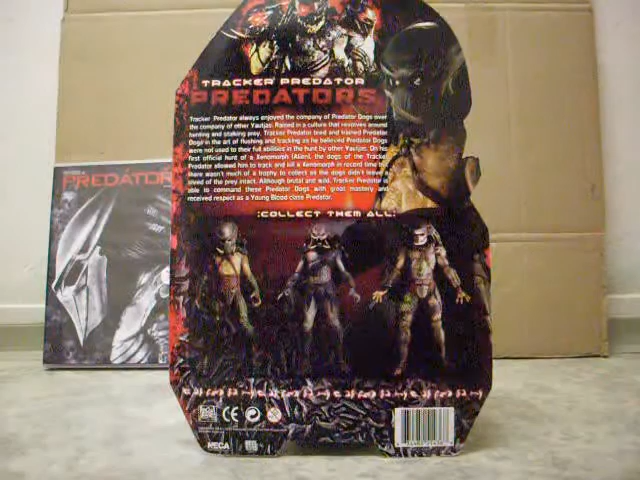 TRACKER PREDATOR
PREDATORS
Tracker Predator always enjoyed the company of Predator Dogs over
the company of other Yautjas. Raised in a culture that revolves around
hunting and stalking prey, Tracker Predator bred and trained Predator
Dogs in the art of flushing and tracking as he believed Predator Dogs
were not used to their full abilities in the hunt by other Yautjas. On his
first official hunt of a Xenomorph (Alien), the dogs of the Tracker
Predator allowed him to track and kill a Xenomorph in record time but
there wasn't much of a trophy to collect as the dogs didn't leave a
shred of the prey intact. Although brutal and wild, Tracker Predator is
able to command these Predator Dogs with great mastery and
received respect as a Young Blood class Predator.
PREDATOR
:COLLECT THEM ALL:
CE
NECA